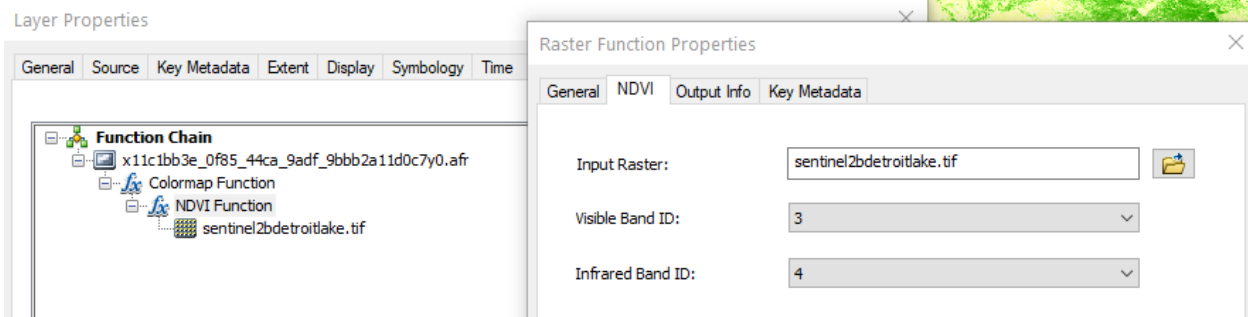 Layer Properties
General Source Key Metadata Extent Display Symbology Time
Function Chain
x11c1bb3e_0f85_44ca_9adf_9bbb2a11d0c7y0.afr
fx Colormap Function
fx NDVI Function
sentinel2bdetroitlake.tif
Raster Function Properties
General NDVI Output Info Key Metadata
Input Raster: sentinel2bdetroitlake.tif
Visible Band ID: 3
Infrared Band ID: 4